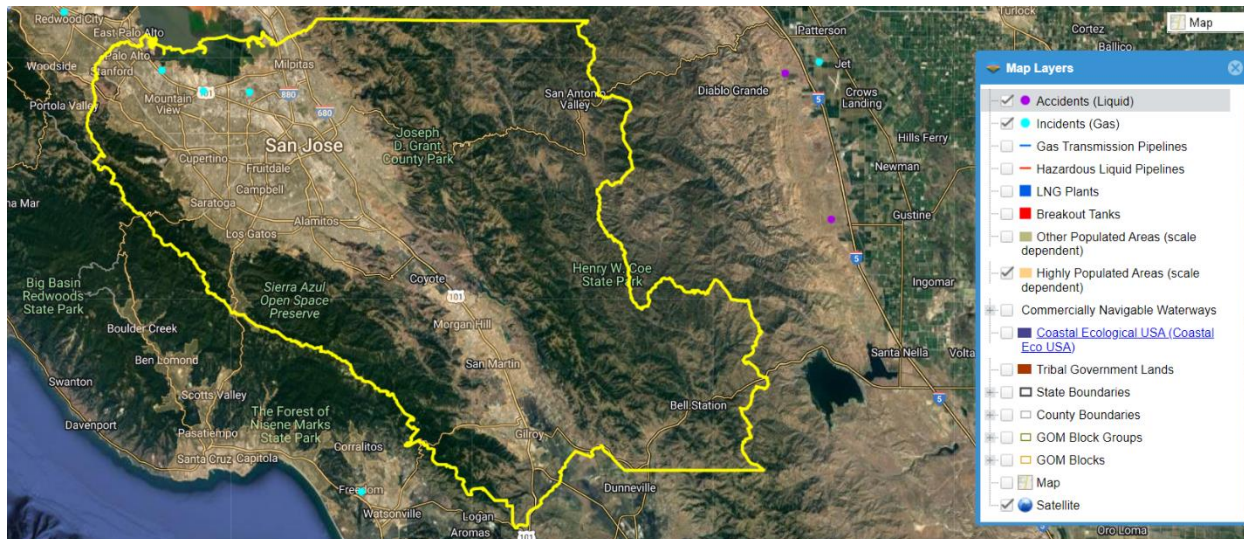 Redwood City
East Palo Alto
Palo Alto
Woodside
Stanford
Milpitas
Mountain View
101
880
Portola Valley
680
San Jose
Joseph D. Grant County Park
Cupertino
Fruitdale
Campbell
Saratoga
Alamitos
Los Gatos
San Antonio Valley
Diablo Grande
Patterson
Jet
Crows Landing
5
Turlock
Cortez
Ballico
Hills Ferry
Newman
Gustine
5
Ingomar
Henry W. Coe State Park
Coyote
101
Sierra Azul Open Space Preserve
Morgan Hill
San Martin
Big Basin Redwoods State Park
Boulder Creek
Ben Lomond
Swanton
Scotts Valley
Davenport
The Forest of Nisene Marks State Park
Pasatiempo
Santa Cruz
Capitola
Corralitos
Freedom
Watsonville
Logan
Aromas
101
Gilroy
Dunneville
Bell Station
Santa Nella
Volta
5
Oro Loma
Map
Map Layers
Accidents (Liquid)
Incidents (Gas)
Gas Transmission Pipelines
Hazardous Liquid Pipelines
LNG Plants
Breakout Tanks
Other Populated Areas (scale
dependent)
Highly Populated Areas (scale
dependent)
Commercially Navigable Waterways
Coastal Ecological USA (Coastal
Eco USA)
Tribal Government Lands
State Boundaries
County Boundaries
GOM Block Groups
GOM Blocks
Map
Satellite